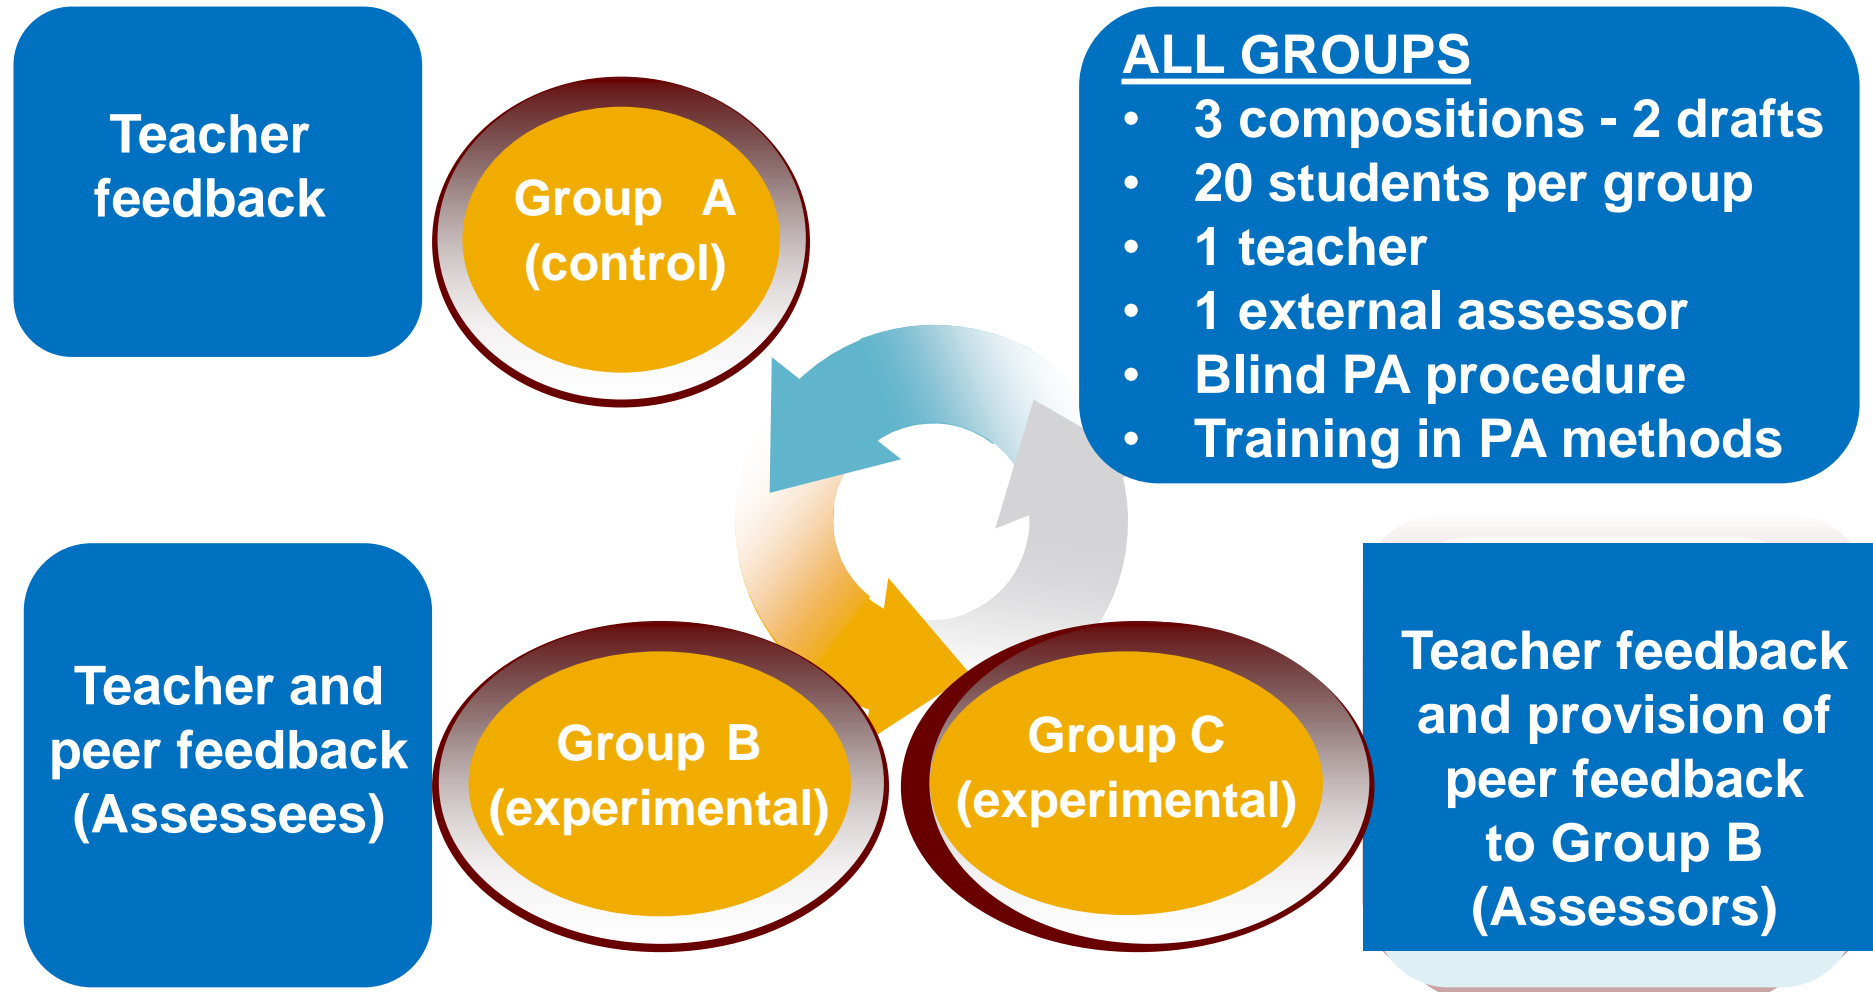 Teacher
feedback
Group A
(control)
ALL GROUPS
• 3 compositions - 2 drafts
• 20 students per group
• 1 teacher
• 1 external assessor
• Blind PA procedure
• Training in PA methods
Teacher and
peer feedback
(Assessees)
Group B
(experimental)
Group C
(experimental)
Teacher feedback
and provision of
peer feedback
to Group B
(Assessors)